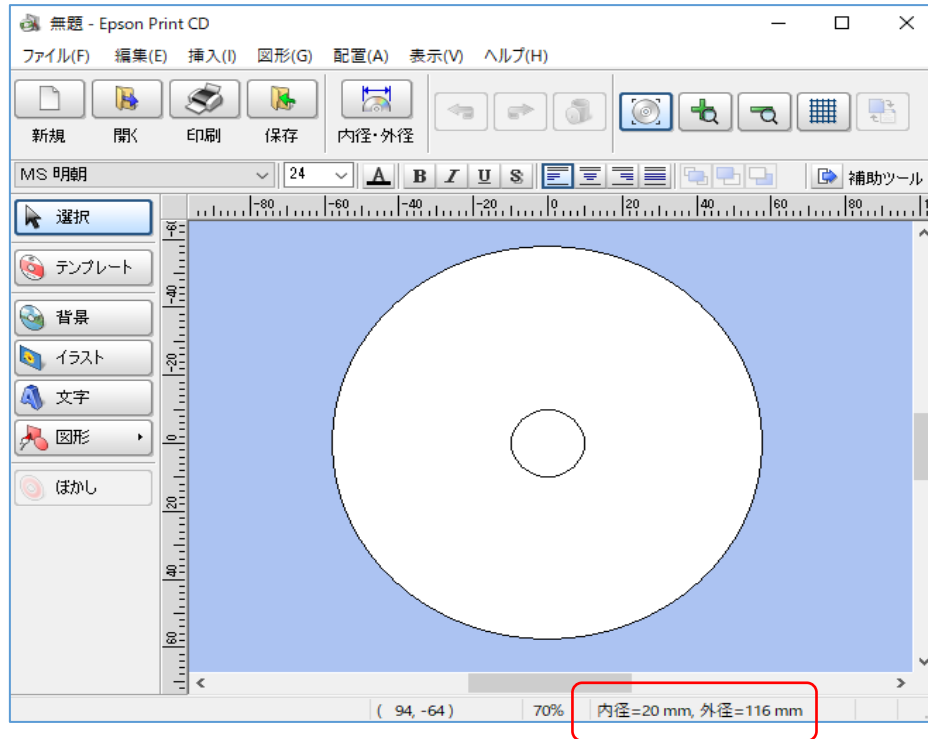 無題 - Epson Print CD
ファイル(F) 編集(E) 挿入(I) 図形(G) 配置(A) 表示(V) ヘルプ(H)
新規 開く 印刷 保存 内径・外径
MS 明朝 24 A B I U S 補助ツール
-80 -60 -40 -20 0 20 40 60 80
選択
テンプレート
-40
背景
イラスト
-20
文字
図形
0
ぼかし
20
40
60
( 94, -64 ) 70% 内径=20 mm, 外径=116 mm